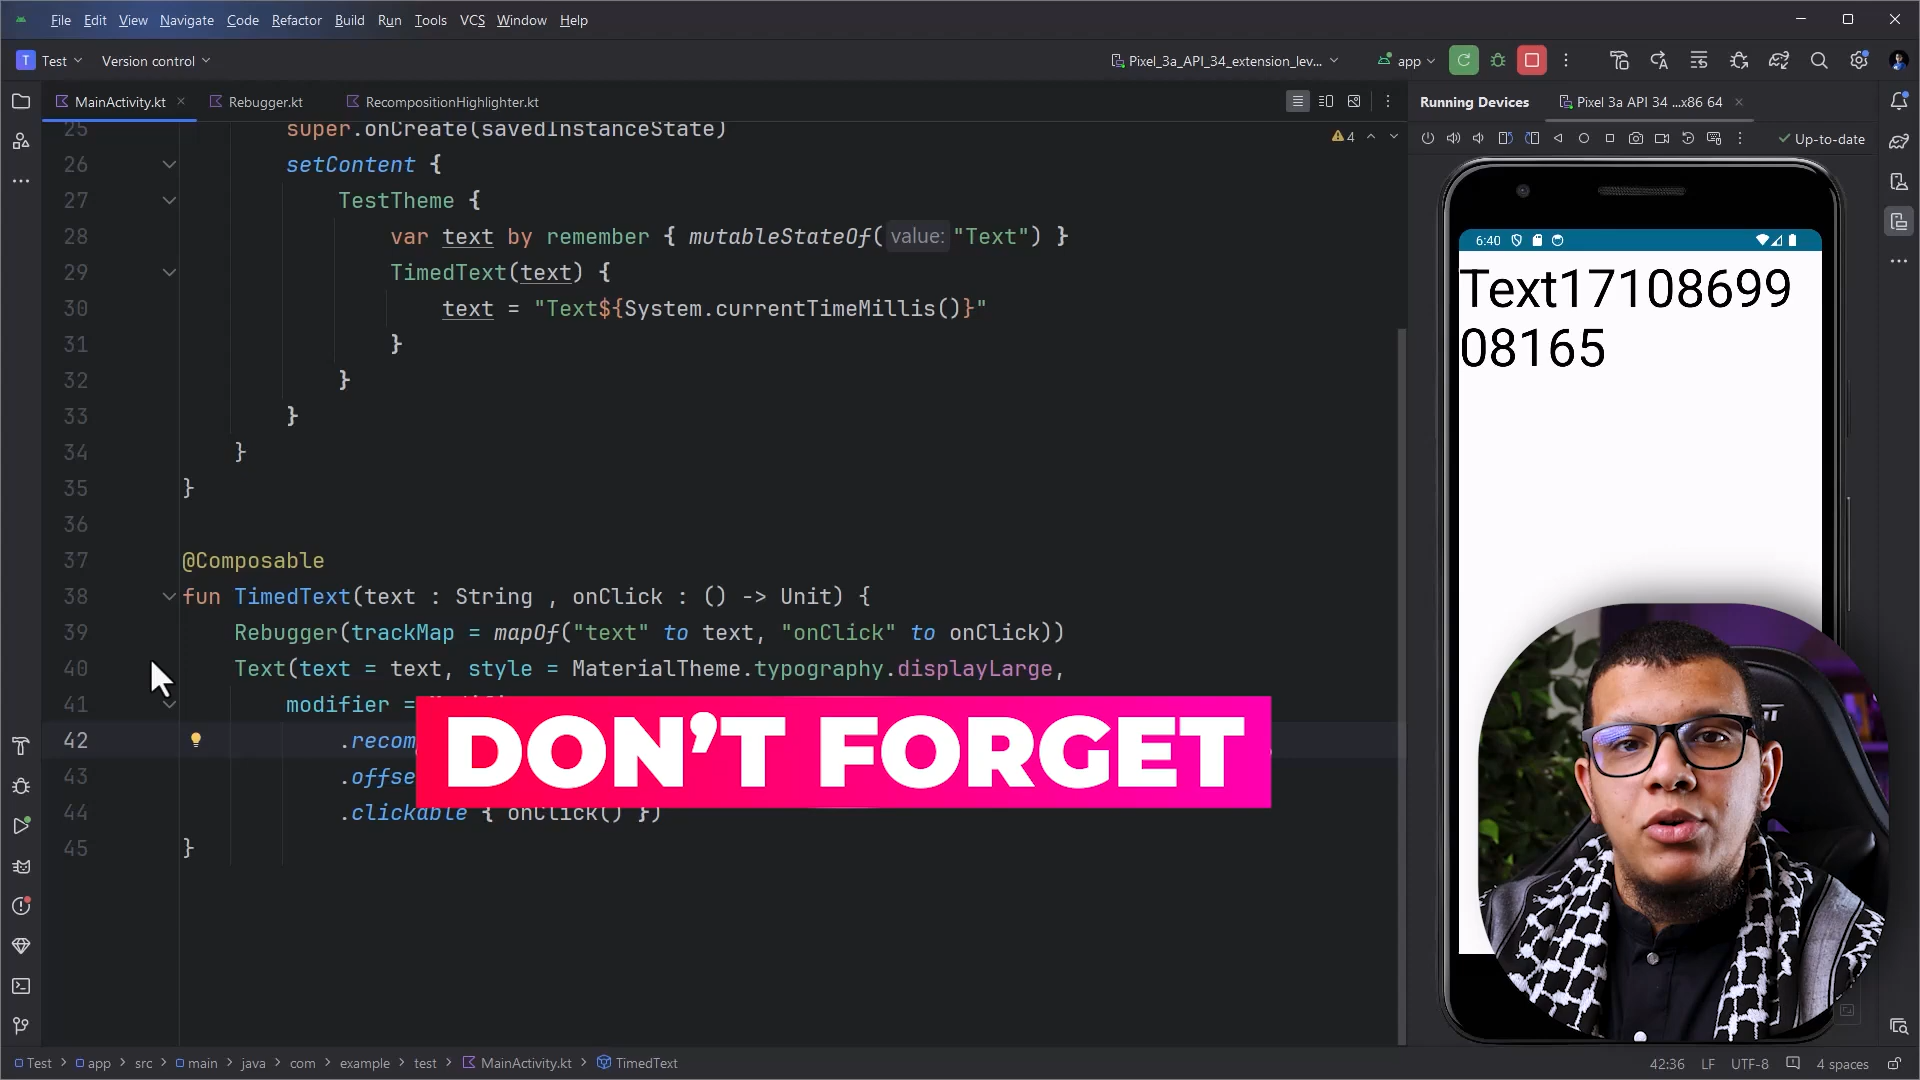 File Edit View Navigate Code Refactor Build Run Tools VCS Window Help
T Test Version control Pixel_3a_API_34_extension_lev... app
MainActivity.kt Rebugger.kt RecompositionHighlighter.kt Running Devices Pixel 3a API 34 ...x86 64
Up-to-date
4
25 super.onCreate(savedInstanceState)
26 setContent {
27 TestTheme {
28 var text by remember { mutableStateOf( value: "Text") }
29 TimedText(text) {
30 text = "Text${System.currentTimeMillis()}"
31 }
32 }
33 }
34 }
35 }
36
37 @Composable
38 fun TimedText(text : String , onClick : () -> Unit) {
39 Rebugger(trackMap = mapOf("text" to text, "onClick" to onClick))
40 Text(text = text, style = MaterialTheme.typography.displayLarge,
41 modifier =
42 .recom
43 .offse
44 .clickable { onClick() })
45 }
DON'T FORGET
6:40
Text17108699
08165
Test > app > src > main > java > com > example > test > MainActivity.kt > TimedText
42:36 LF UTF-8 4 spaces